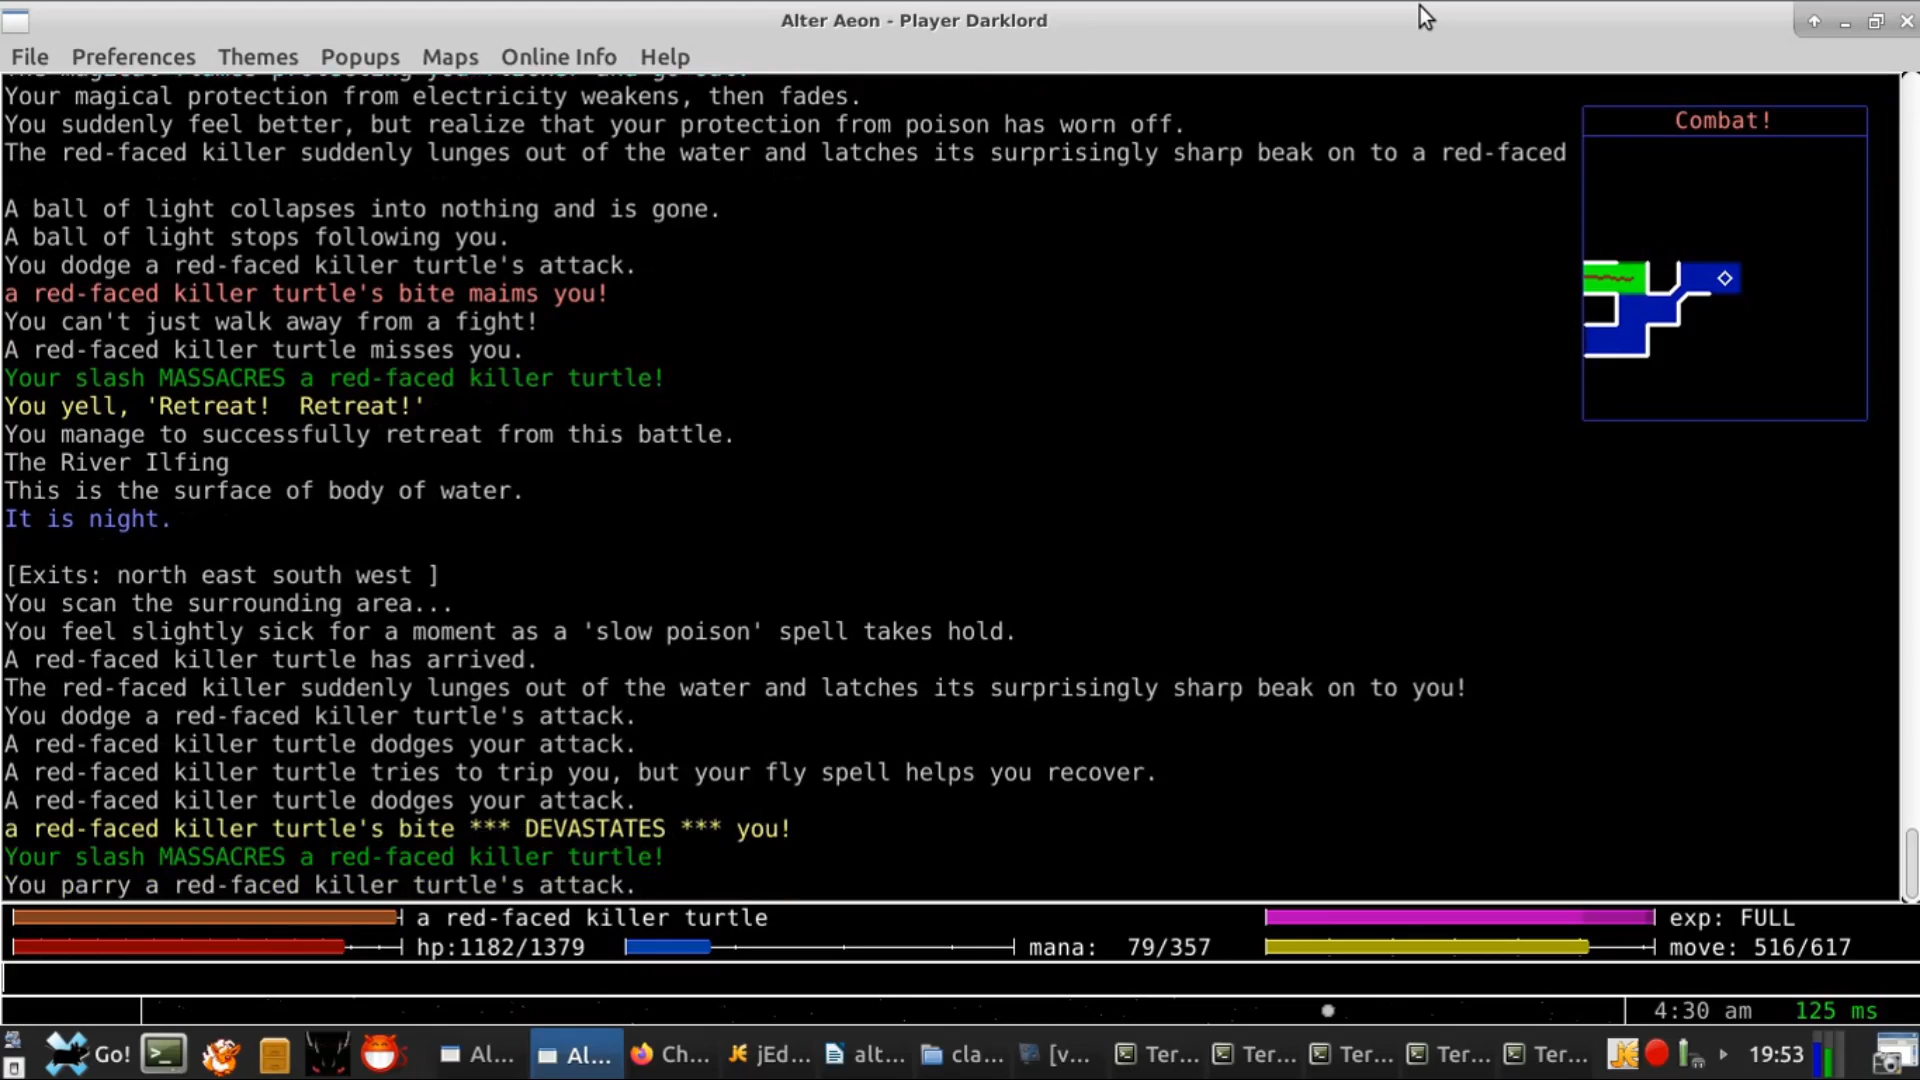 Alter Aeon - Player Darklord
File Preferences Themes Popups Maps Online Info Help
Your magical protection from electricity weakens, then fades.
You suddenly feel better, but realize that your protection from poison has worn off.
The red-faced killer suddenly lunges out of the water and latches its surprisingly sharp beak on to a red-faced
A ball of light collapses into nothing and is gone.
A ball of light stops following you.
You dodge a red-faced killer turtle's attack.
a red-faced killer turtle's bite maims you!
You can't just walk away from a fight!
A red-faced killer turtle misses you.
Your slash MASSACRES a red-faced killer turtle!
You yell, 'Retreat!  Retreat!'
You manage to successfully retreat from this battle.
The River Ilfing
This is the surface of body of water.
It is night.
[Exits: north east south west ]
You scan the surrounding area...
You feel slightly sick for a moment as a 'slow poison' spell takes hold.
A red-faced killer turtle has arrived.
The red-faced killer suddenly lunges out of the water and latches its surprisingly sharp beak on to you!
You dodge a red-faced killer turtle's attack.
A red-faced killer turtle dodges your attack.
A red-faced killer turtle tries to trip you, but your fly spell helps you recover.
A red-faced killer turtle dodges your attack.
a red-faced killer turtle's bite *** DEVASTATES *** you!
Your slash MASSACRES a red-faced killer turtle!
You parry a red-faced killer turtle's attack.
Combat!
a red-faced killer turtle exp: FULL
hp:1182/1379 mana: 79/357 move: 516/617
4:30 am 125 ms
Go! Al... Al... Ch... jEd... alt... cla... [v... Ter... Ter... Ter... Ter... Ter... 19:53